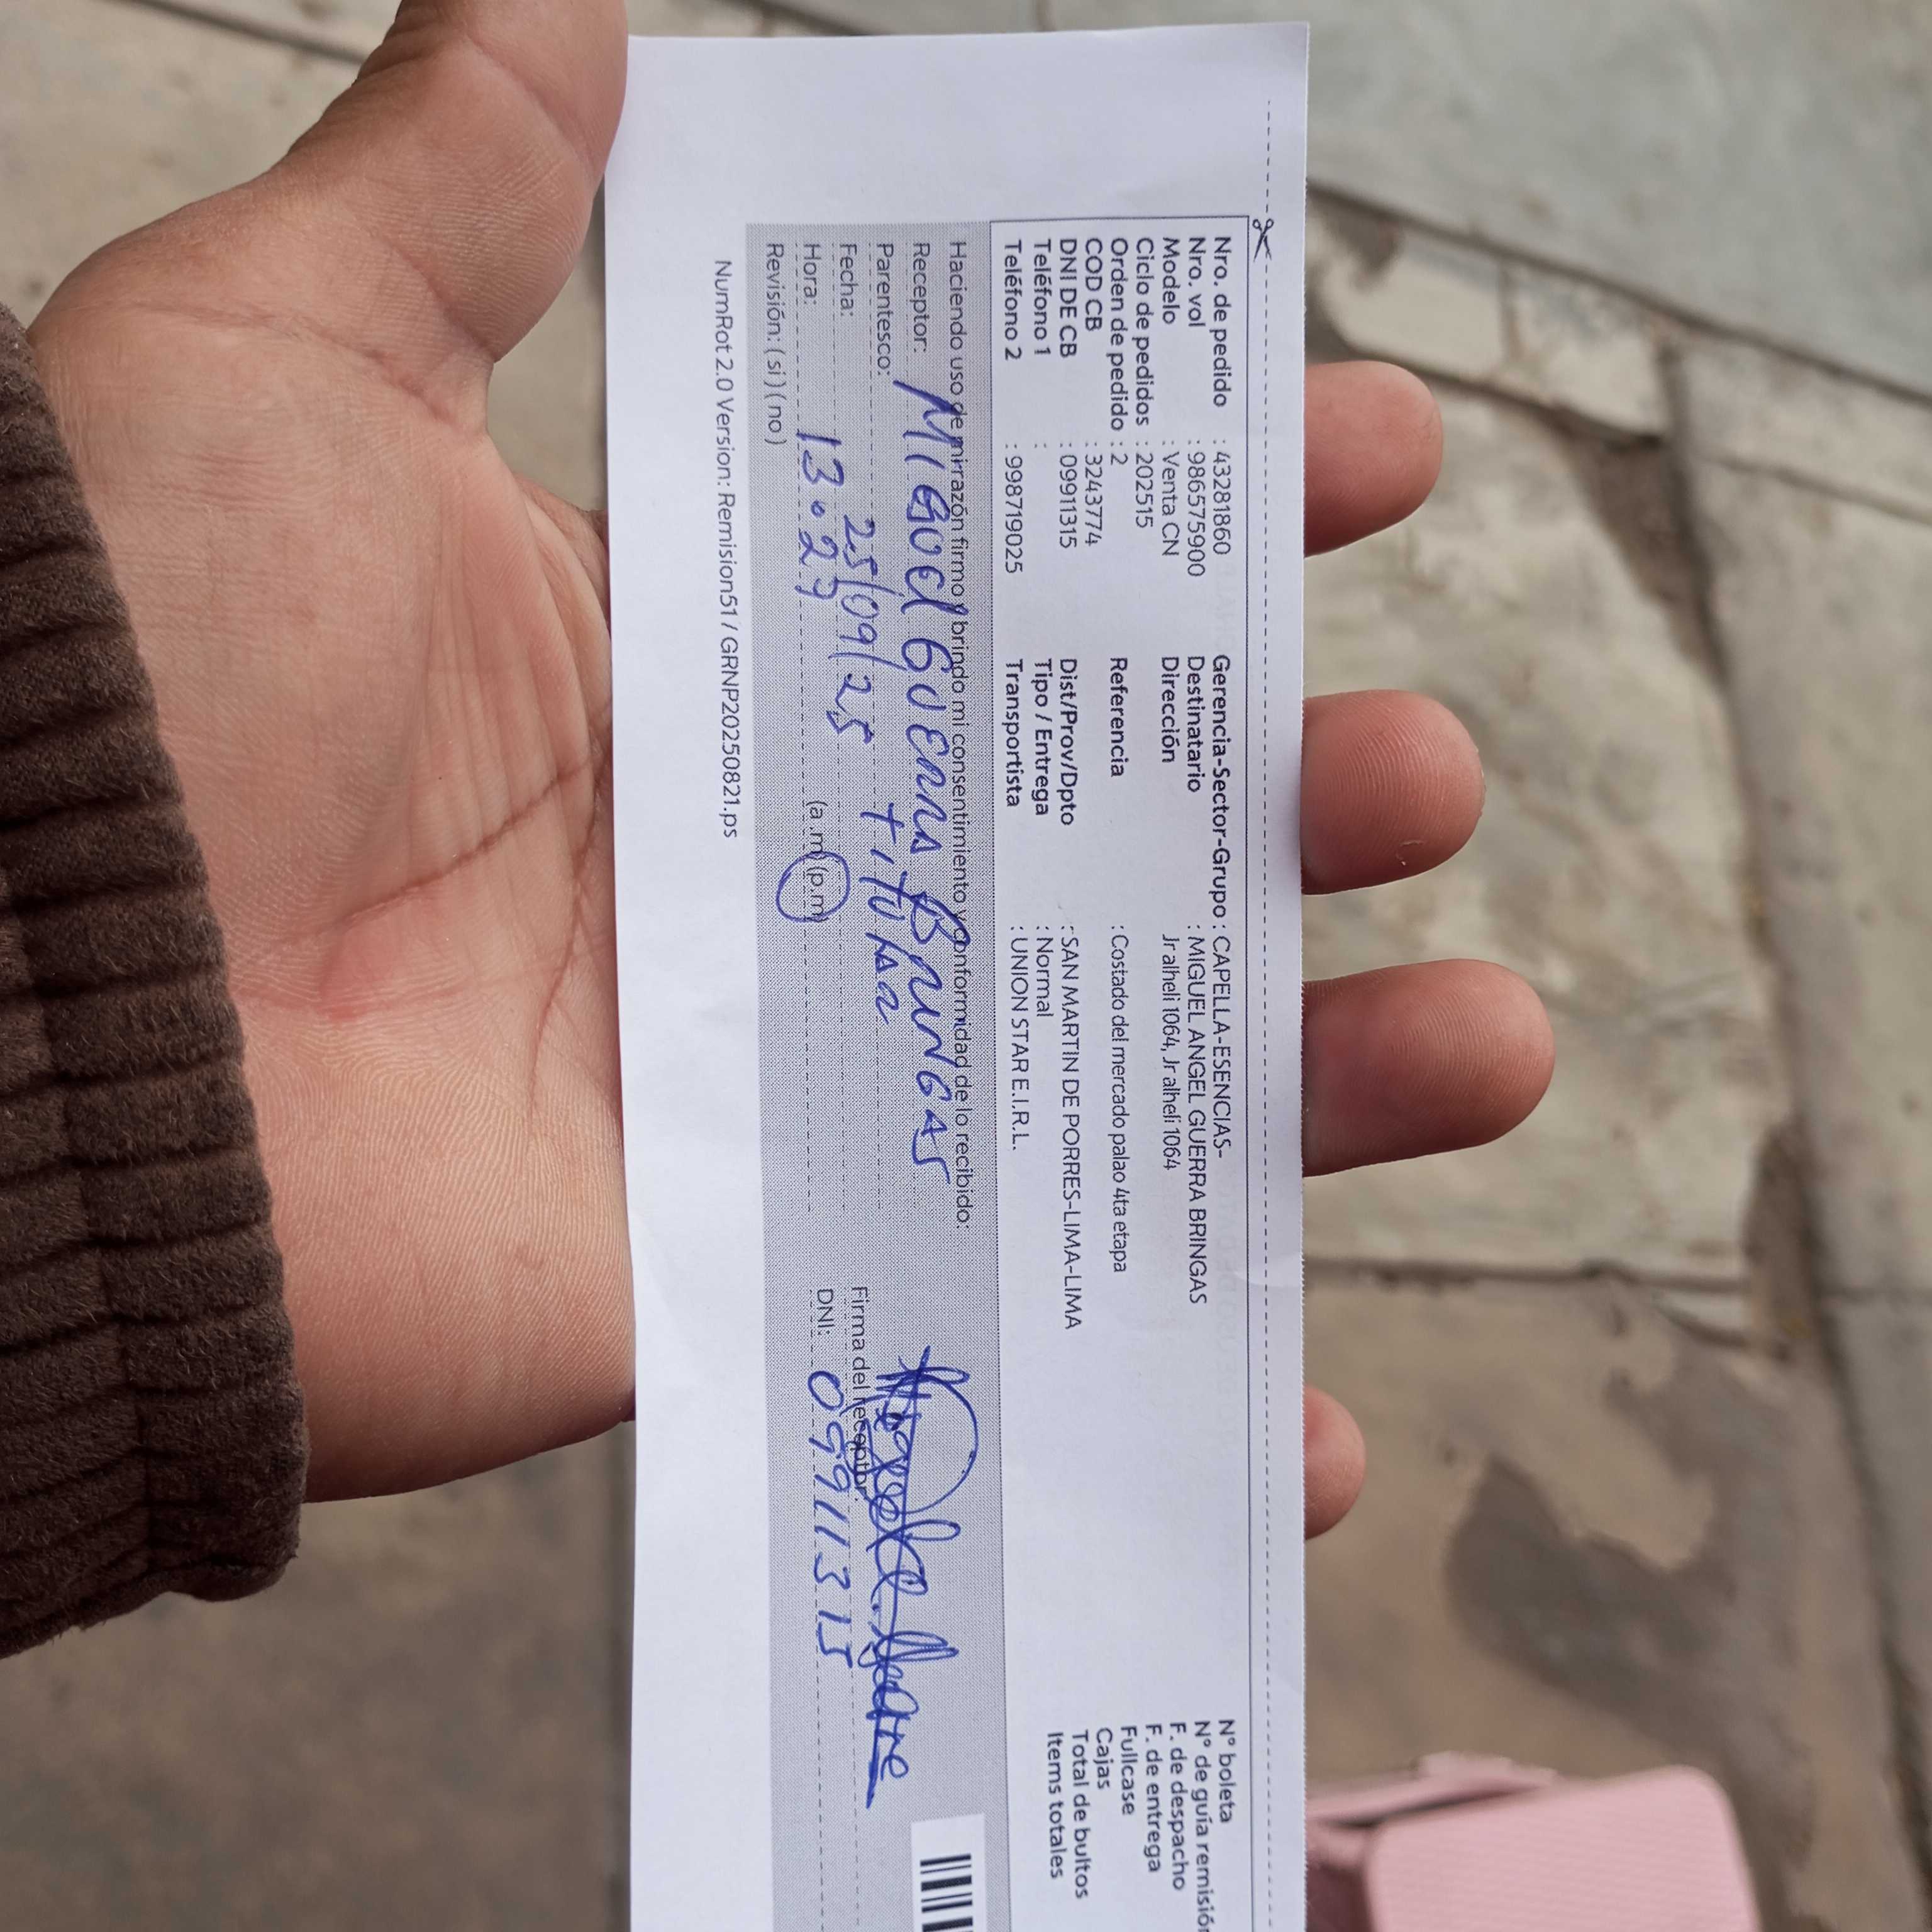 Nro. de pedido : 43281860
Nro. vol : 986575900
Modelo : Venta CN
Ciclo de pedidos : 202515
Orden de pedido : 2
COD CB : 3243774
DNI DE CB : 09911315
Teléfono 1 :
Teléfono 2 : 998719025
Gerencia-Sector-Grupo : CAPELLA-ESENCIAS-
Destinatario : MIGUEL ANGEL GUERRA BRINGAS
Dirección Jr alheli 1064, Jr alheli 1064
Referencia : Costado del mercado palao 4ta etapa
Dist/Prov/Dpto : SAN MARTIN DE PORRES-LIMA-LIMA
Tipo / Entrega : Normal
Transportista : UNION STAR E.I.R.L.
N° boleta
N° de guía remisión
F. de despacho
F. de entrega
Fullcase
Cajas
Total de bultos
Items totales
Haciendo uso de mi razón firmo y brindo mi consentimiento y conformidad de lo recibido:
Receptor: MIGUEL GUERRA BRINGAS
Parentesco: TITULAR
Fecha: 25/09/25
Hora: 13:23 (a.m) (p.m)
Revisión: ( si ) ( no )
Firma del receptor:
DNI: 09911315
NumRot 2.0 Version: Remision51 / GRNP20250821.ps